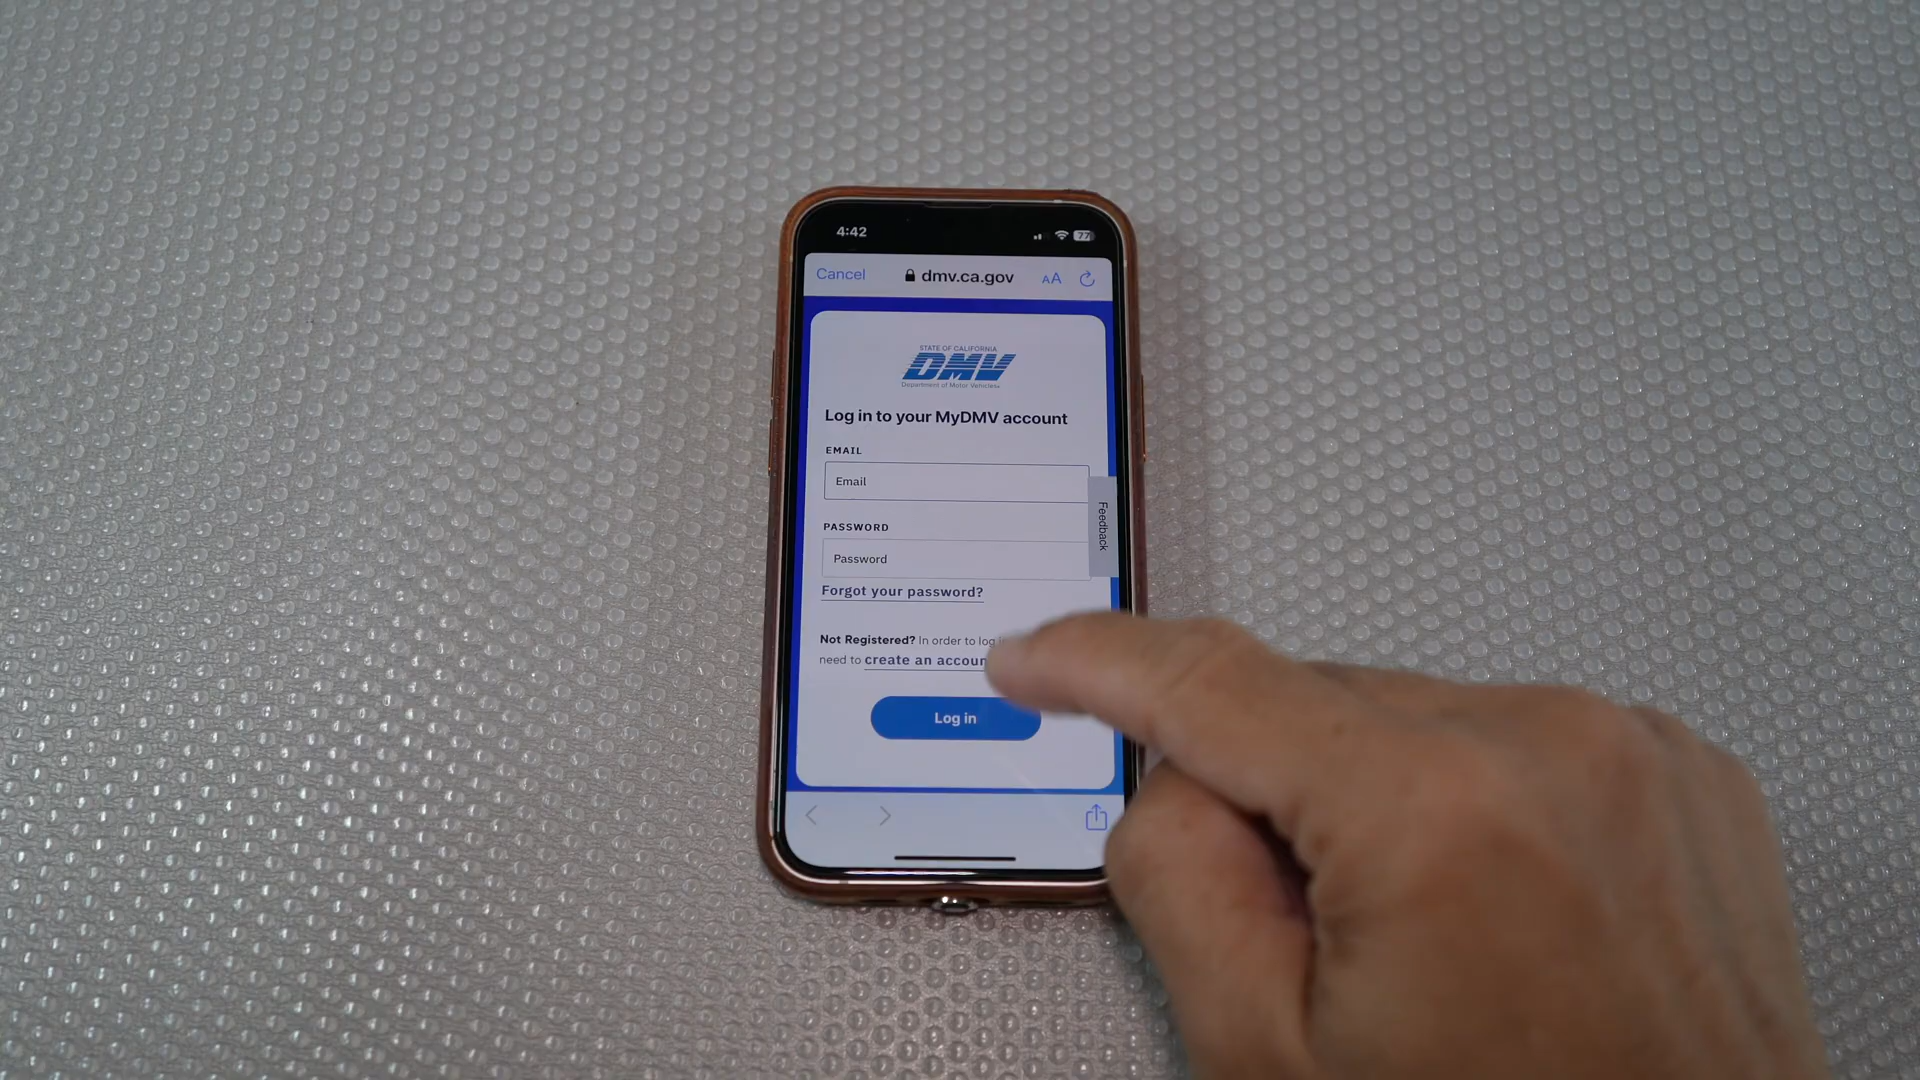 4:42
77
Cancel
dmv.ca.gov
AA
STATE OF CALIFORNIA
DMV
Department of Motor Vehicles
Log in to your MyDMV account
EMAIL
Email
Feedback
PASSWORD
Password
Forgot your password?
Not Registered? In order to log
need to create an accoun
Log in